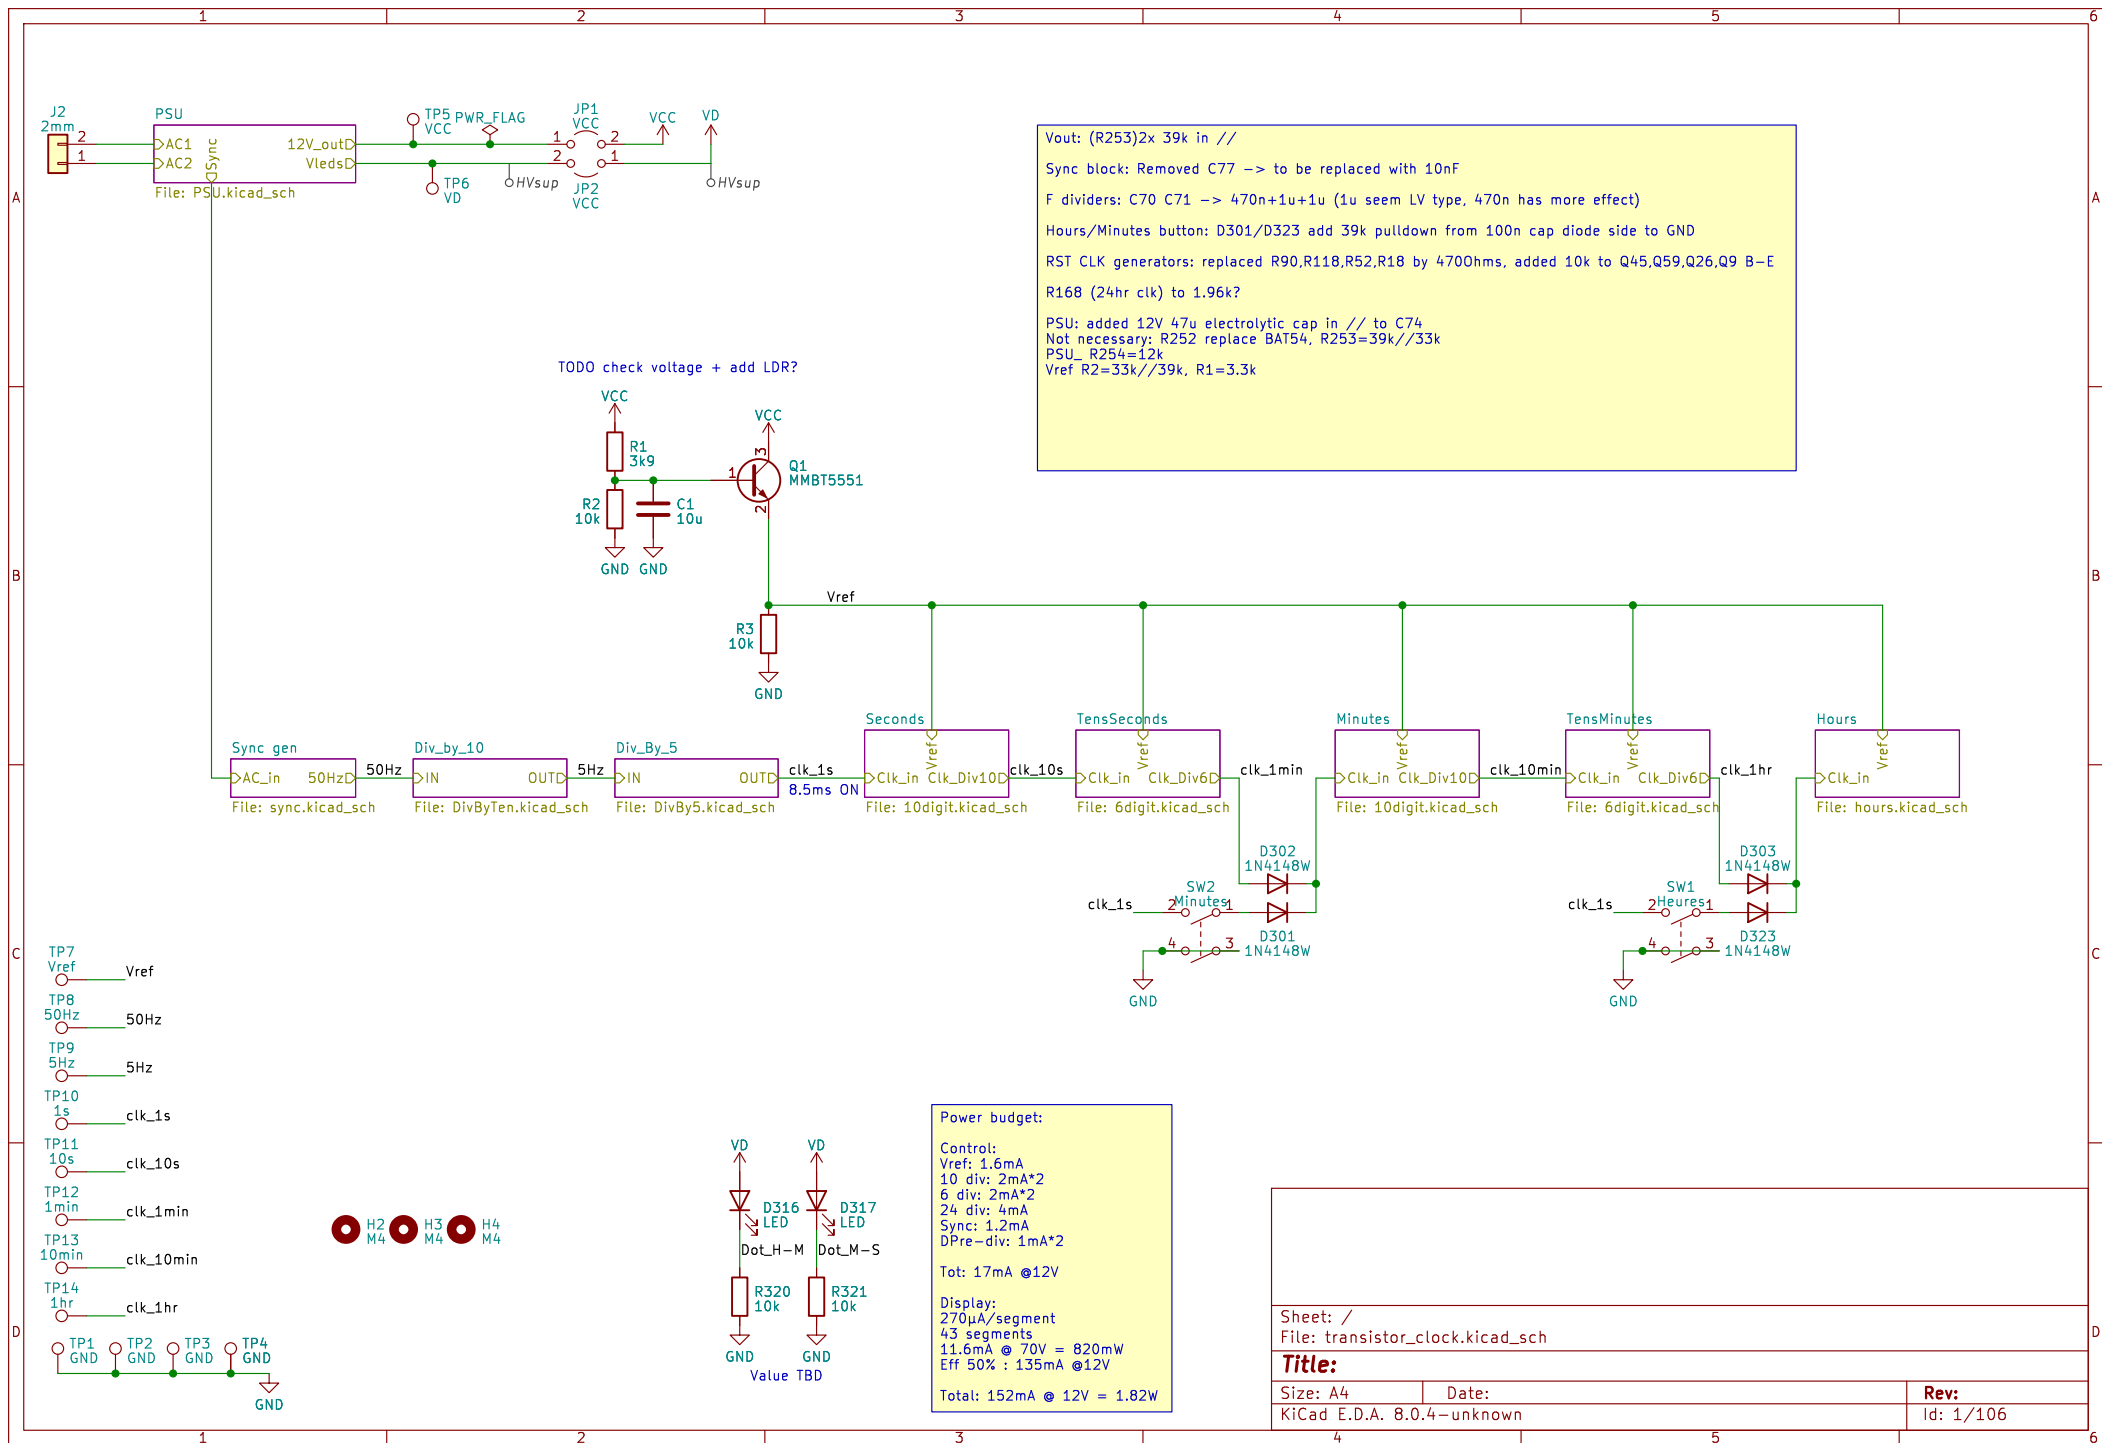 1 2 3 4 5 6
A A
B B
C C
D D
J2
2mm
2
1
PSU
AC1
AC2
Sync
12V_out
Vleds
File: PSU.kicad_sch
TP5
VCC
PWR_FLAG
TP6
VD
HVsup
JP1
VCC
1 2
2 1
JP2
VCC
VCC
VD
HVsup
Vout: (R253)2x 39k in //
Sync block: Removed C77 -> to be replaced with 10nF
F dividers: C70 C71 -> 470n+1u+1u (1u seem LV type, 470n has more effect)
Hours/Minutes button: D301/D323 add 39k pulldown from 100n cap diode side to GND
RST CLK generators: replaced R90,R118,R52,R18 by 470Ohms, added 10k to Q45,Q59,Q26,Q9 B-E
R168 (24hr clk) to 1.96k?
PSU: added 12V 47u electrolytic cap in // to C74
Not necessary: R252 replace BAT54, R253=39k//33k
PSU_ R254=12k
Vref R2=33k//39k, R1=3.3k
TODO check voltage + add LDR?
VCC
R1
3k9
R2
10k
C1
10u
GND
GND
VCC
3
1
2
Q1
MMBT5551
Vref
R3
10k
GND
Sync gen
AC_in
50Hz
File: sync.kicad_sch
50Hz
Div_by_10
IN
OUT
File: DivByTen.kicad_sch
5Hz
Div_By_5
IN
OUT
File: DivBy5.kicad_sch
clk_1s
8.5ms ON
Seconds
Vref
Clk_in
Clk_Div10
File: 10digit.kicad_sch
clk_10s
TensSeconds
Vref
Clk_in
Clk_Div6
File: 6digit.kicad_sch
clk_1min
Minutes
Vref
Clk_in
Clk_Div10
File: 10digit.kicad_sch
clk_10min
TensMinutes
Vref
Clk_in
Clk_Div6
File: 6digit.kicad_sch
clk_1hr
Hours
Vref
Clk_in
File: hours.kicad_sch
D302
1N4148W
SW2
Minutes
clk_1s
2 1
4 3
D301
1N4148W
GND
D303
1N4148W
SW1
Heures
clk_1s
2 1
4 3
D323
1N4148W
GND
TP7
Vref
Vref
TP8
50Hz
50Hz
TP9
5Hz
5Hz
TP10
1s
clk_1s
TP11
10s
clk_10s
TP12
1min
clk_1min
TP13
10min
clk_10min
TP14
1hr
clk_1hr
TP1
GND
TP2
GND
TP3
GND
TP4
GND
GND
H2
M4
H3
M4
H4
M4
VD
D316
LED
Dot_H-M
R320
10k
GND
VD
D317
LED
Dot_M-S
R321
10k
GND
Value TBD
Power budget:
Control:
Vref: 1.6mA
10 div: 2mA*2
6 div: 2mA*2
24 div: 4mA
Sync: 1.2mA
DPre-div: 1mA*2
Tot: 17mA @12V
Display:
270µA/segment
43 segments
11.6mA @ 70V = 820mW
Eff 50% : 135mA @12V
Total: 152mA @ 12V = 1.82W
Sheet: /
File: transistor_clock.kicad_sch
Title:
Size: A4
Date:
Rev:
KiCad E.D.A. 8.0.4-unknown
Id: 1/106
1 2 3 4 5 6